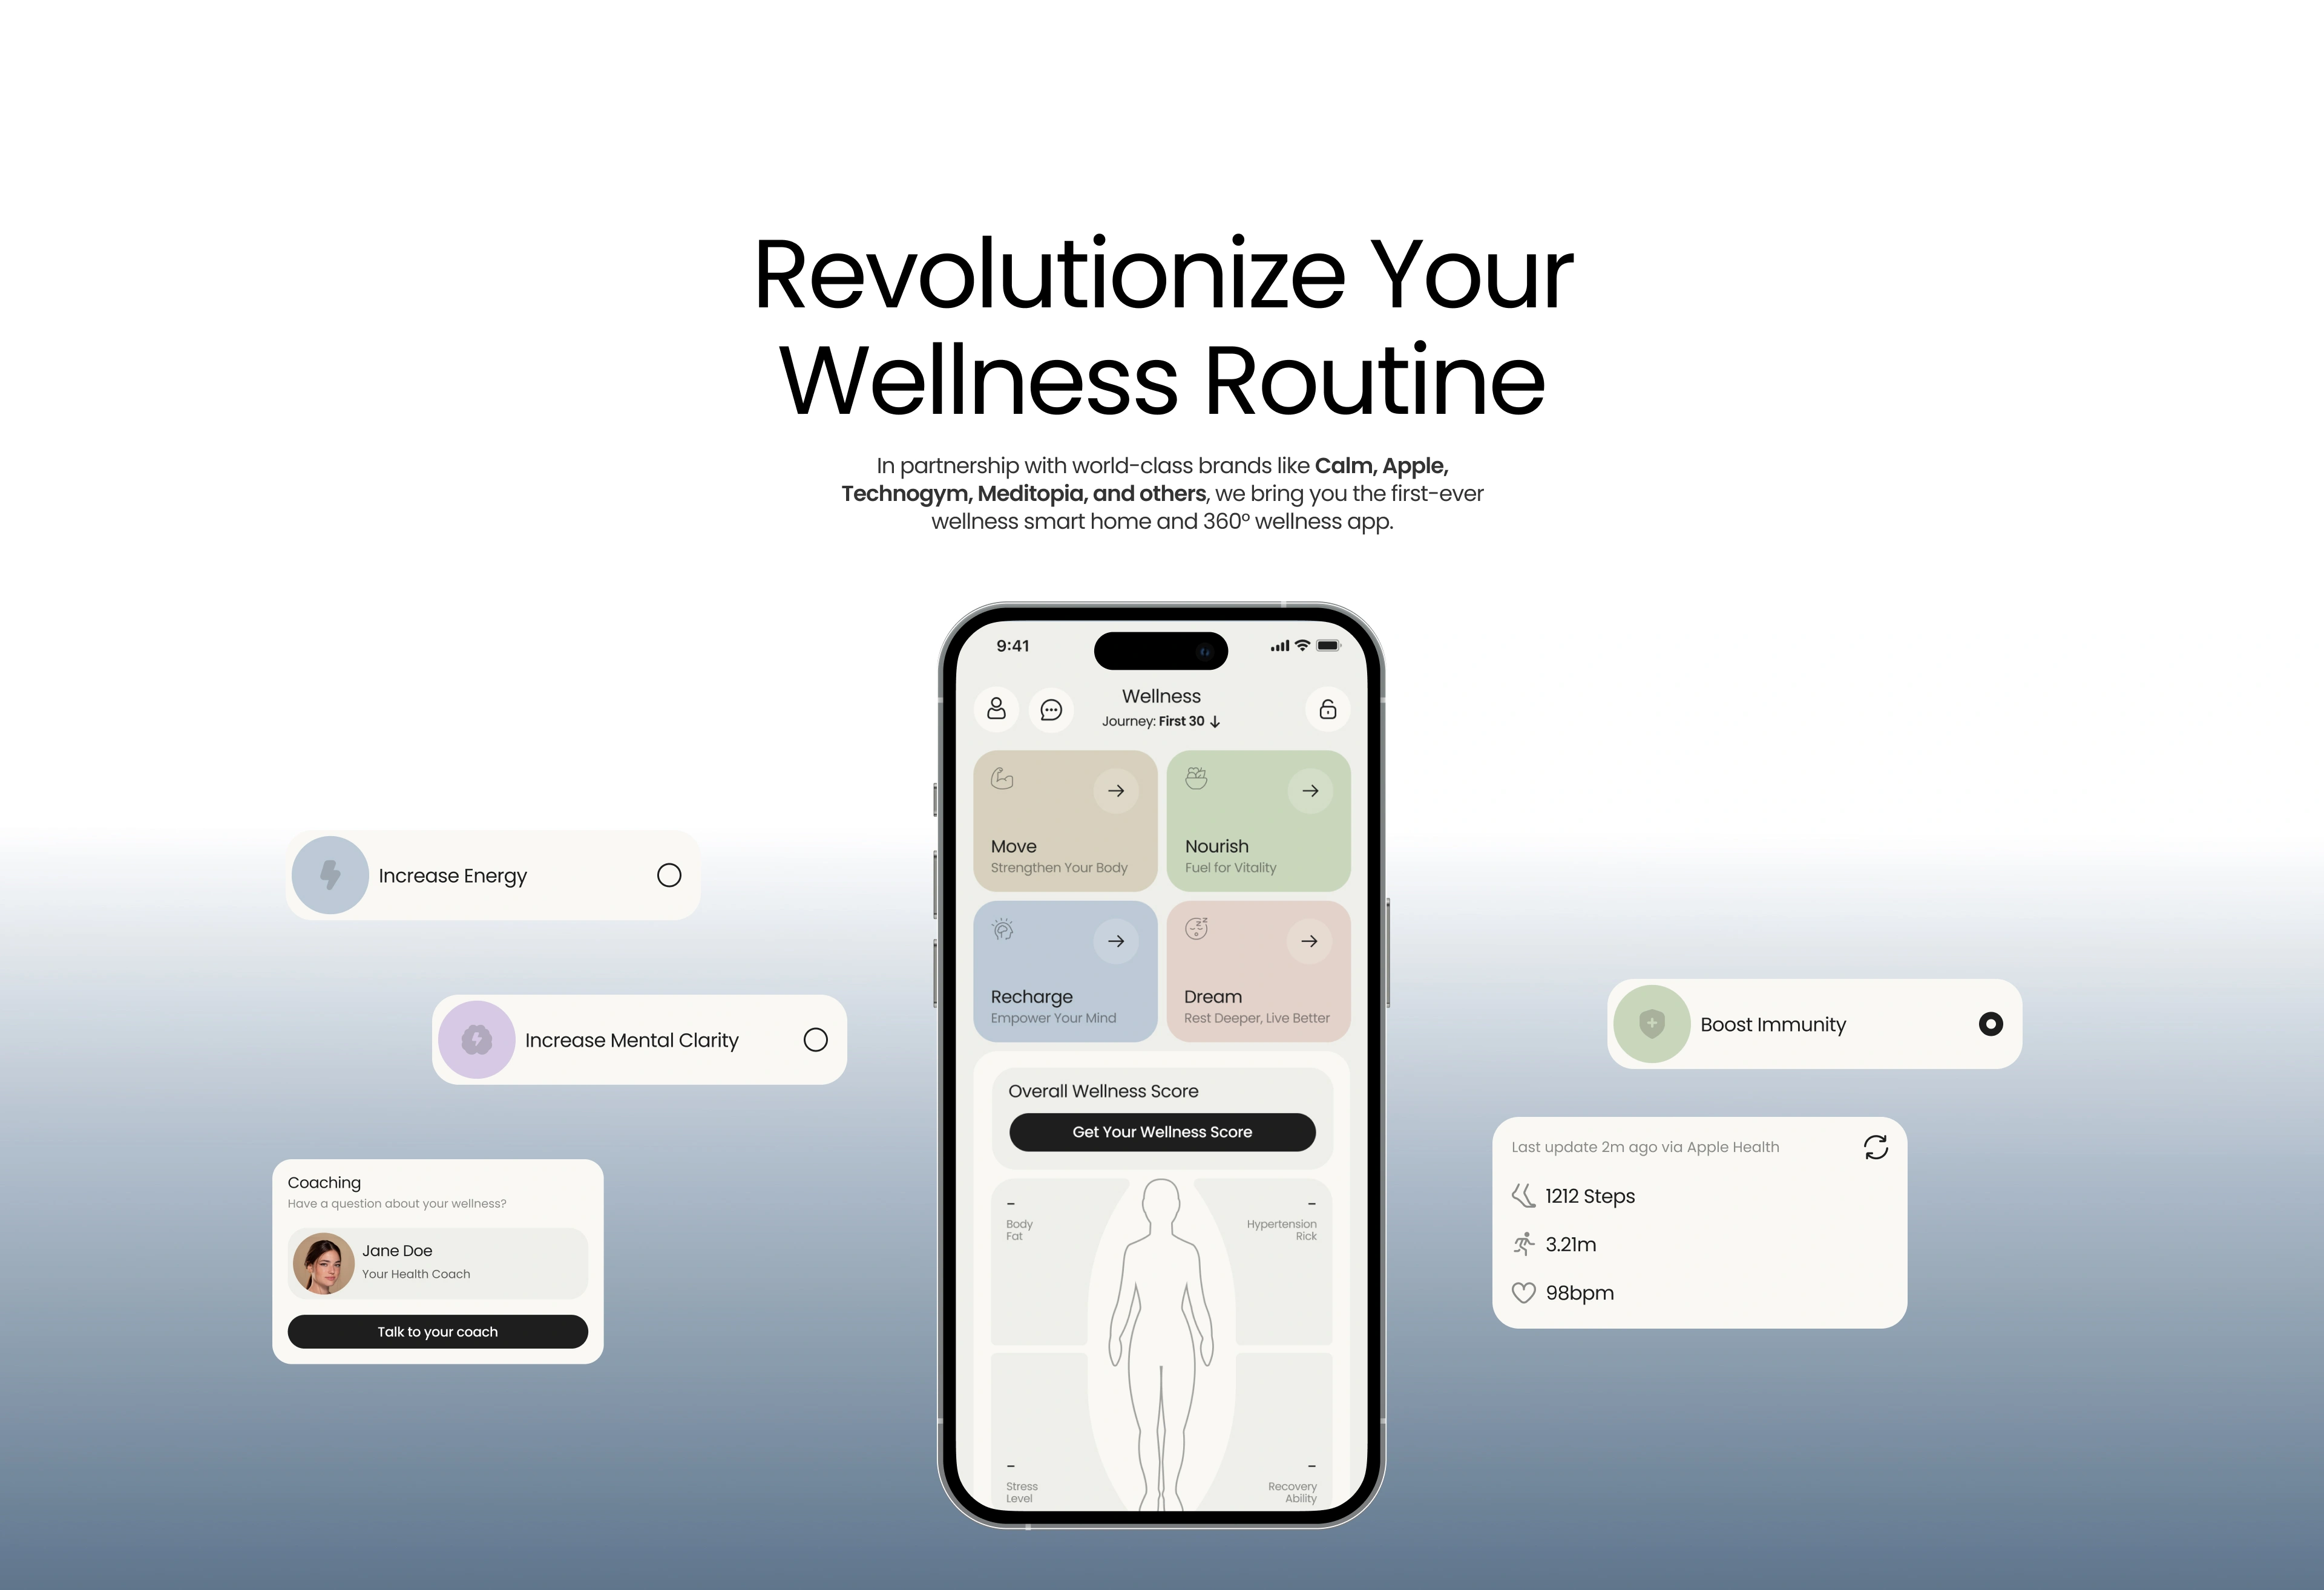 Revolutionize Your
Wellness Routine
In partnership with world-class brands like Calm, Apple,
Technogym, Meditopia, and others, we bring you the first-ever
wellness smart home and 360° wellness app.
9:41
Wellness
Journey: First 30 ↓
Move
Strengthen Your Body
Nourish
Fuel for Vitality
Recharge
Empower Your Mind
Dream
Rest Deeper, Live Better
Overall Wellness Score
Get Your Wellness Score
-
Body
Fat
-
Hypertension
Rick
-
Stress
Level
-
Recovery
Ability
Increase Energy
Increase Mental Clarity
Coaching
Have a question about your wellness?
Jane Doe
Your Health Coach
Talk to your coach
Boost Immunity
Last update 2m ago via Apple Health
1212 Steps
3.21m
98bpm